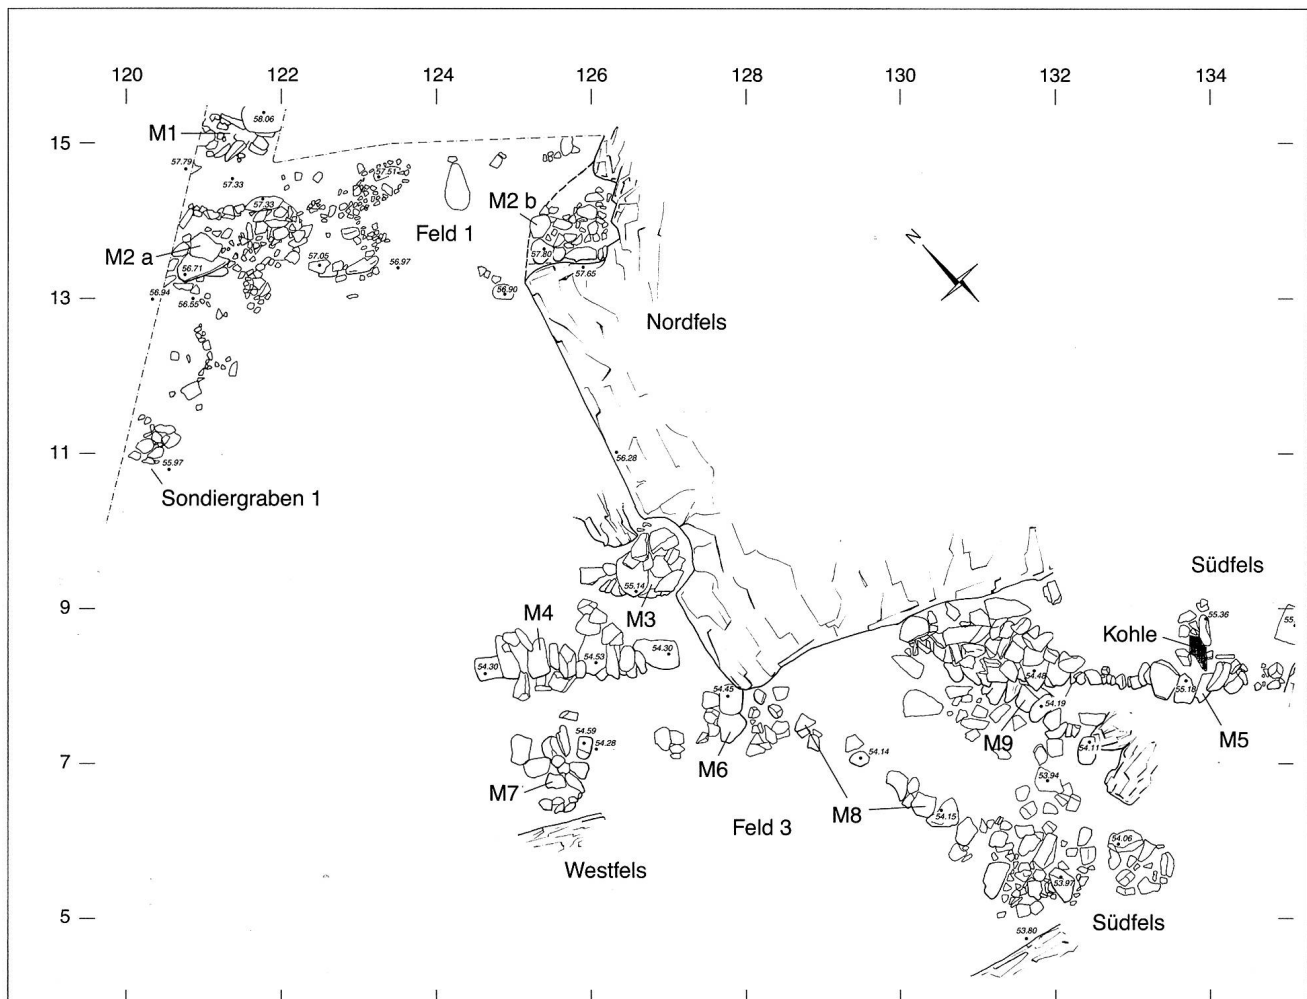 120 122 124 126 128 130 132 134
15
M1
58.06
57.79
57.33
57.51
57.33
M2 b
Feld 1
M2 a
57.05
56.97
57.80
57.65
56.71
56.94
56.55
56.90
13
N
Nordfels
11
55.97
56.28
Sondiergraben 1
Südfels
55.14
9
M4
M3
55.36
55.
Kohle
54.30
54.53
54.30
54.48
55.18
54.45
54.19
M9
M5
54.59
54.28
54.11
7
M6
54.14
53.94
M7
M8
54.15
Feld 3
54.06
Westfels
53.97
5
Südfels
53.80